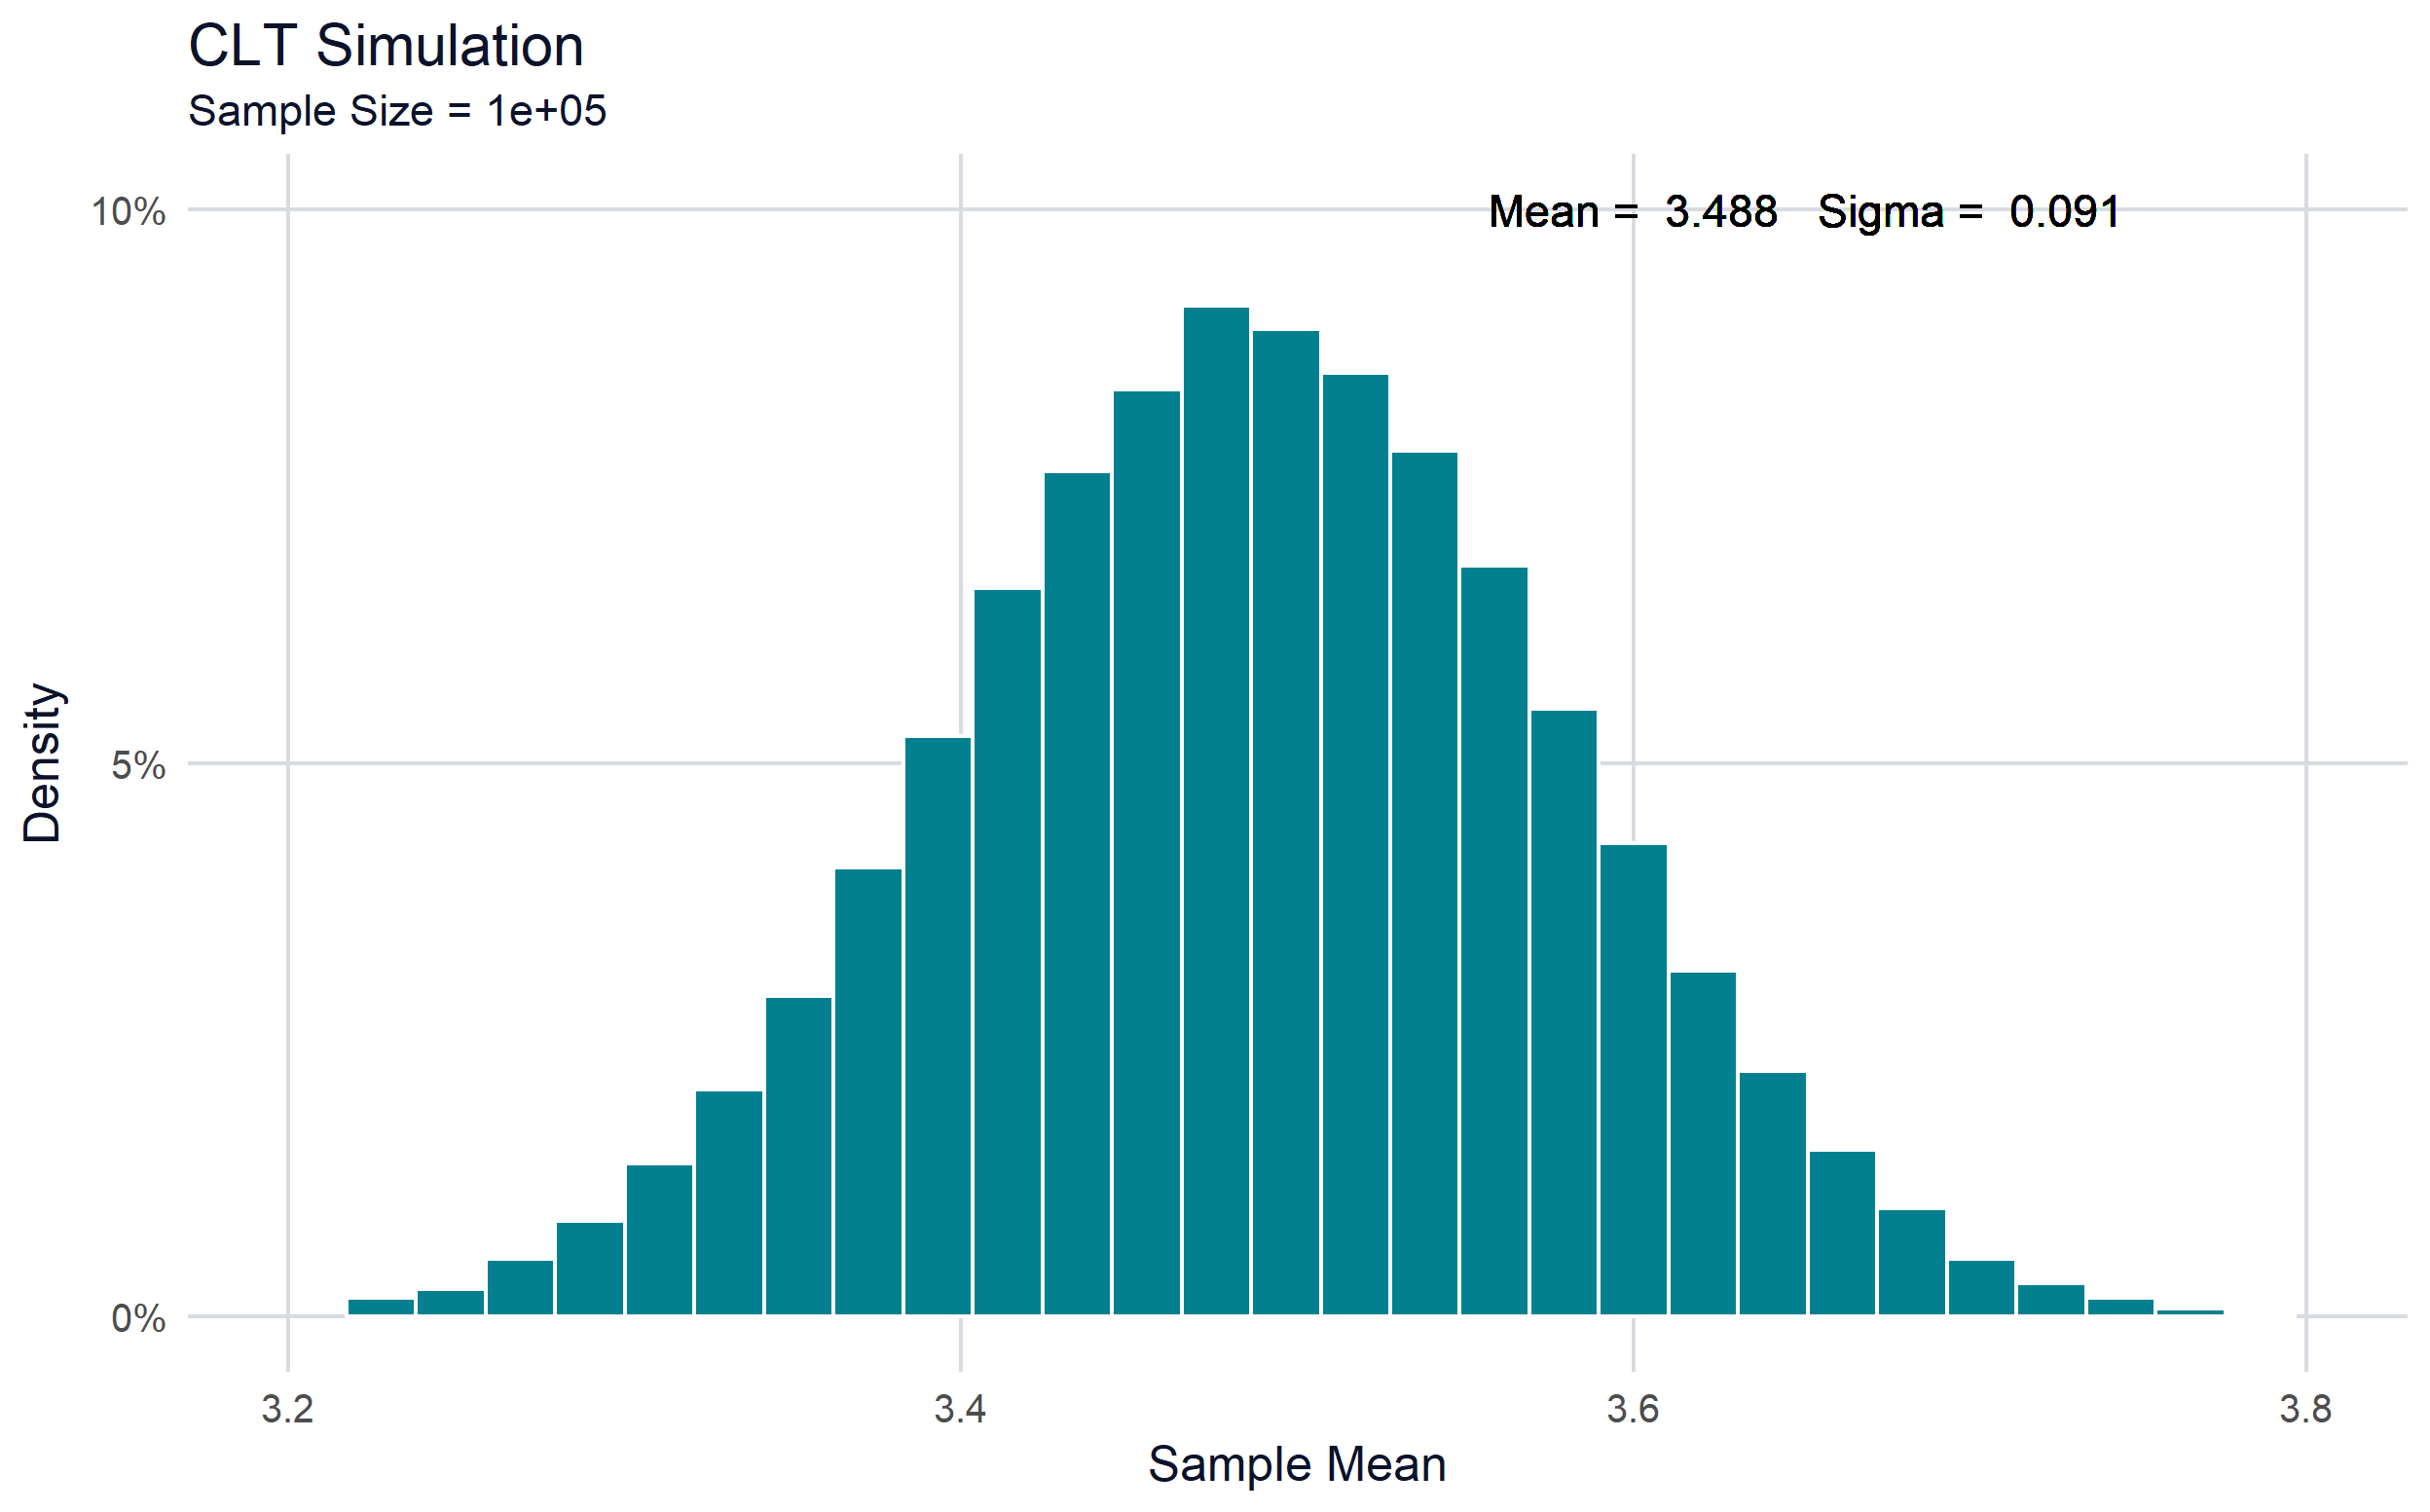 CLT Simulation
Sample Size = 1e+05
Mean = 3.488 Sigma = 0.091
10%
5%
0%
Density
3.2 3.4 3.6 3.8
Sample Mean